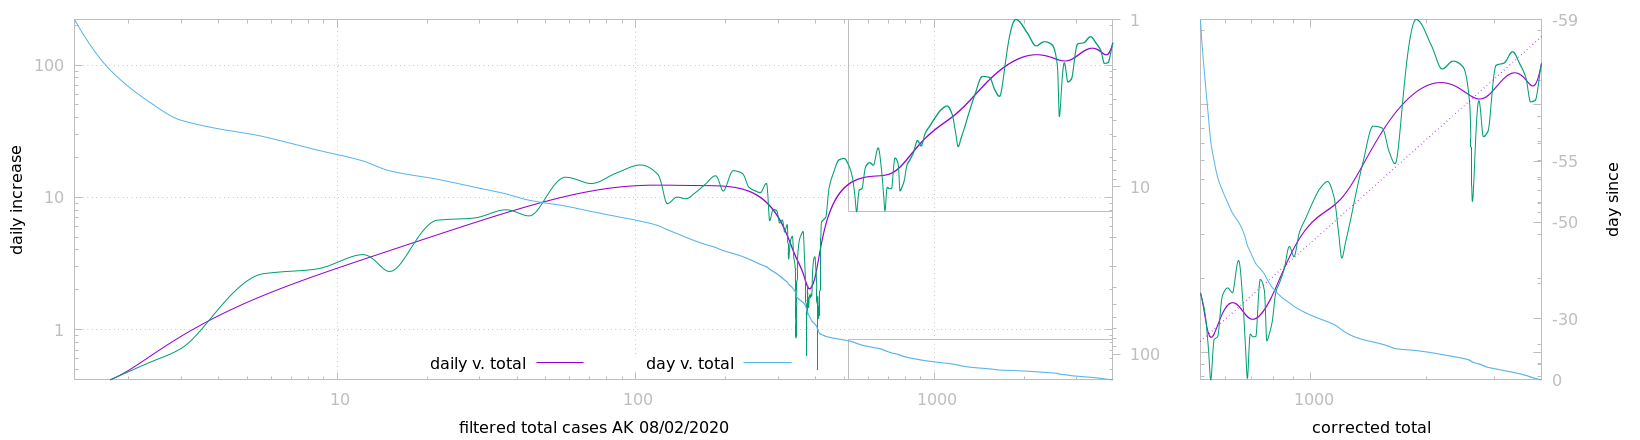 daily increase
100
10
1
daily v. total
day v. total
10
100
1000
filtered total cases AK 08/02/2020
1
10
100
1000
corrected total
-59
-55
-50
-30
0
day since